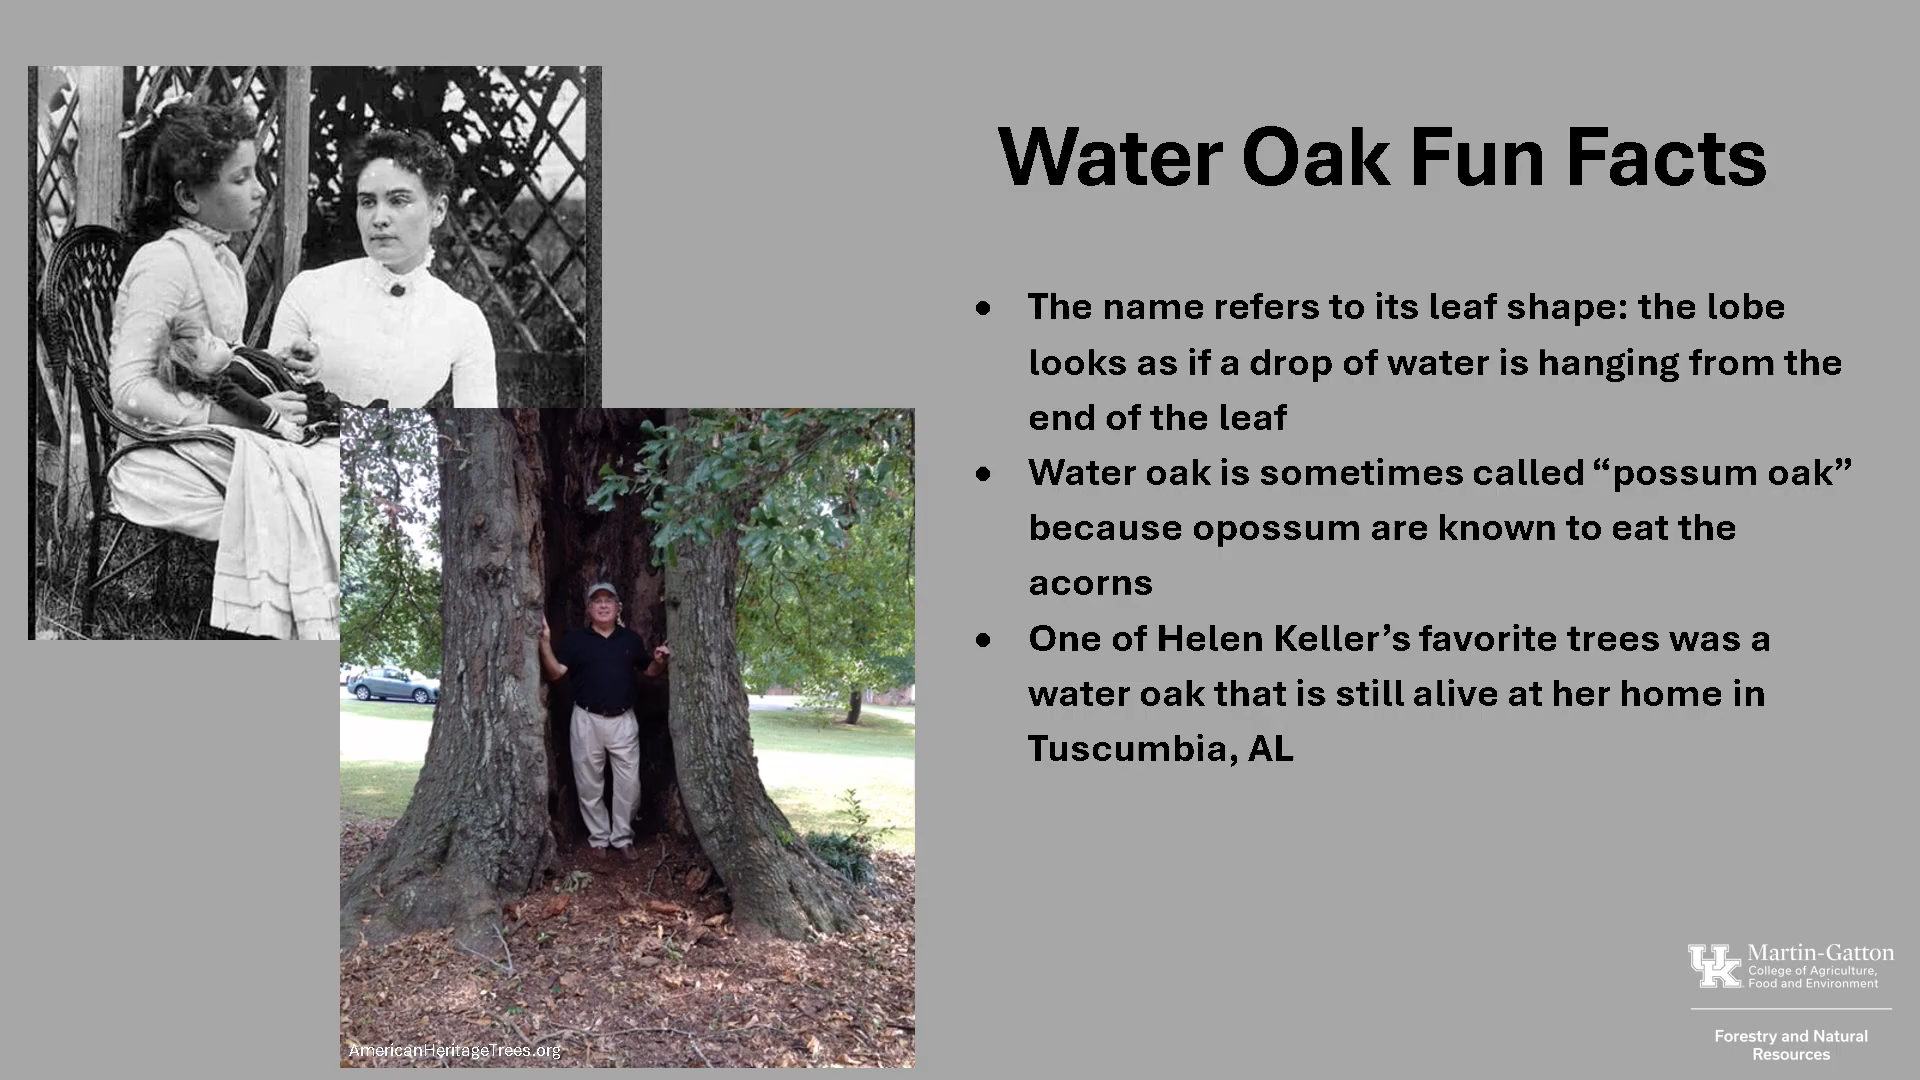 Water Oak Fun Facts
• The name refers to its leaf shape: the lobe
looks as if a drop of water is hanging from the
end of the leaf
• Water oak is sometimes called “possum oak”
because opossum are known to eat the
acorns
• One of Helen Keller’s favorite trees was a
water oak that is still alive at her home in
Tuscumbia, AL
AmericanHeritageTrees.org
UK Martin-Gatton
College of Agriculture,
Food and Environment
Forestry and Natural
Resources